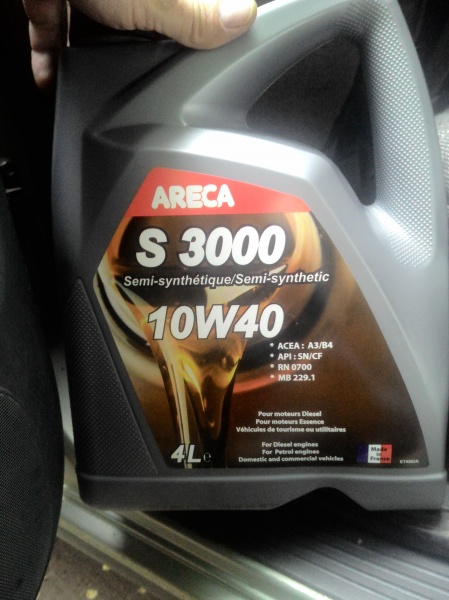 ARECA
S 3000
Semi-synthétique/Semi-synthetic
10W40
* ACEA : A3/B4
* API : SN/CF
* RN 0700
* MB 229.1
Pour moteurs Diesel
Pour moteurs Essence
Véhicules de tourisme ou utilitaires
For Diesel engines
For Petrol engines
Domestic and commercial vehicles
4L e
Made
in
France